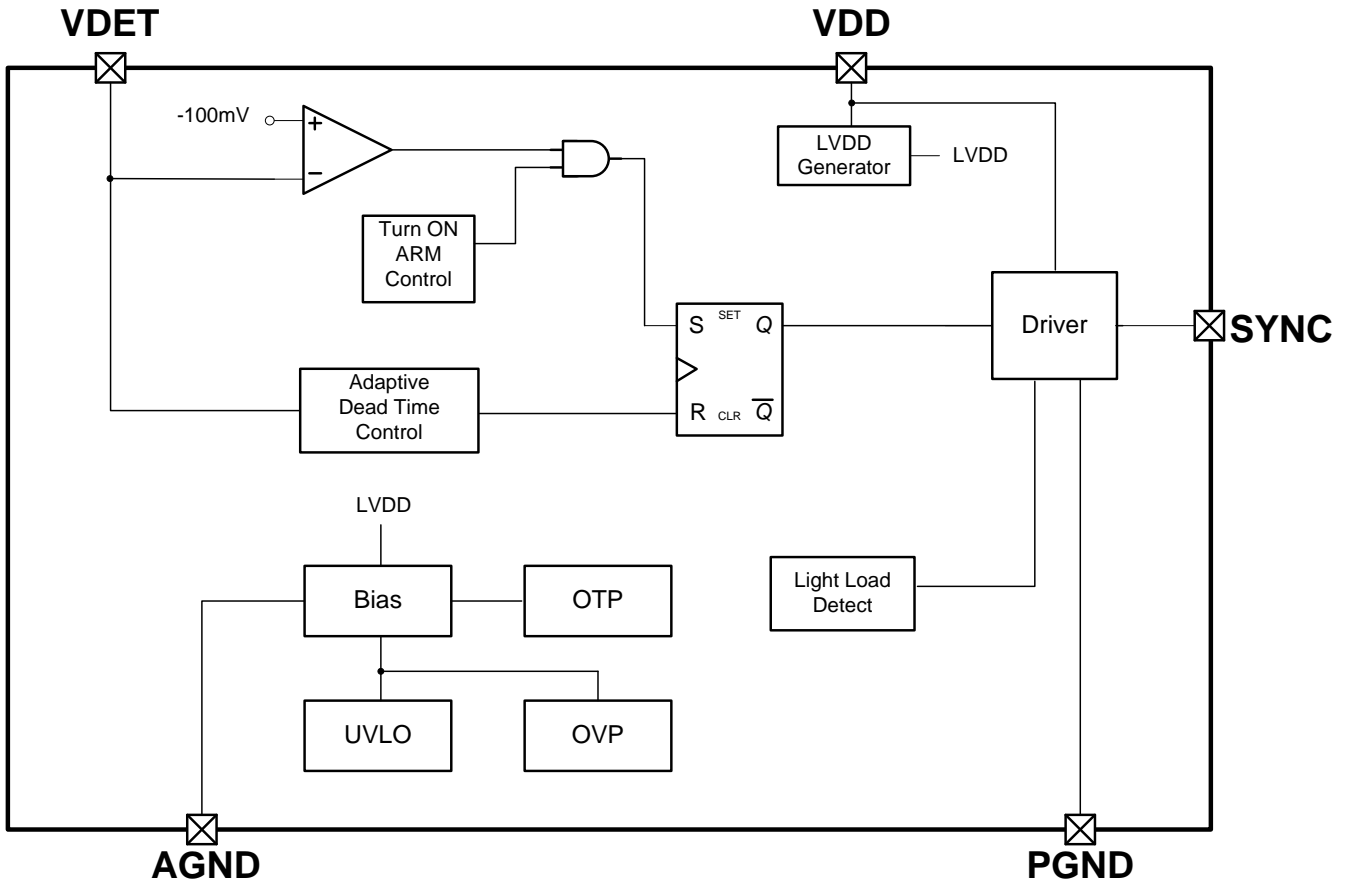 VDET
VDD
-100mV
+
−
LVDD
Generator
LVDD
Turn ON
ARM
Control
S SET Q
Driver
SYNC
Adaptive
Dead Time
Control
R CLR Q̅
LVDD
Bias
OTP
Light Load
Detect
UVLO
OVP
AGND
PGND